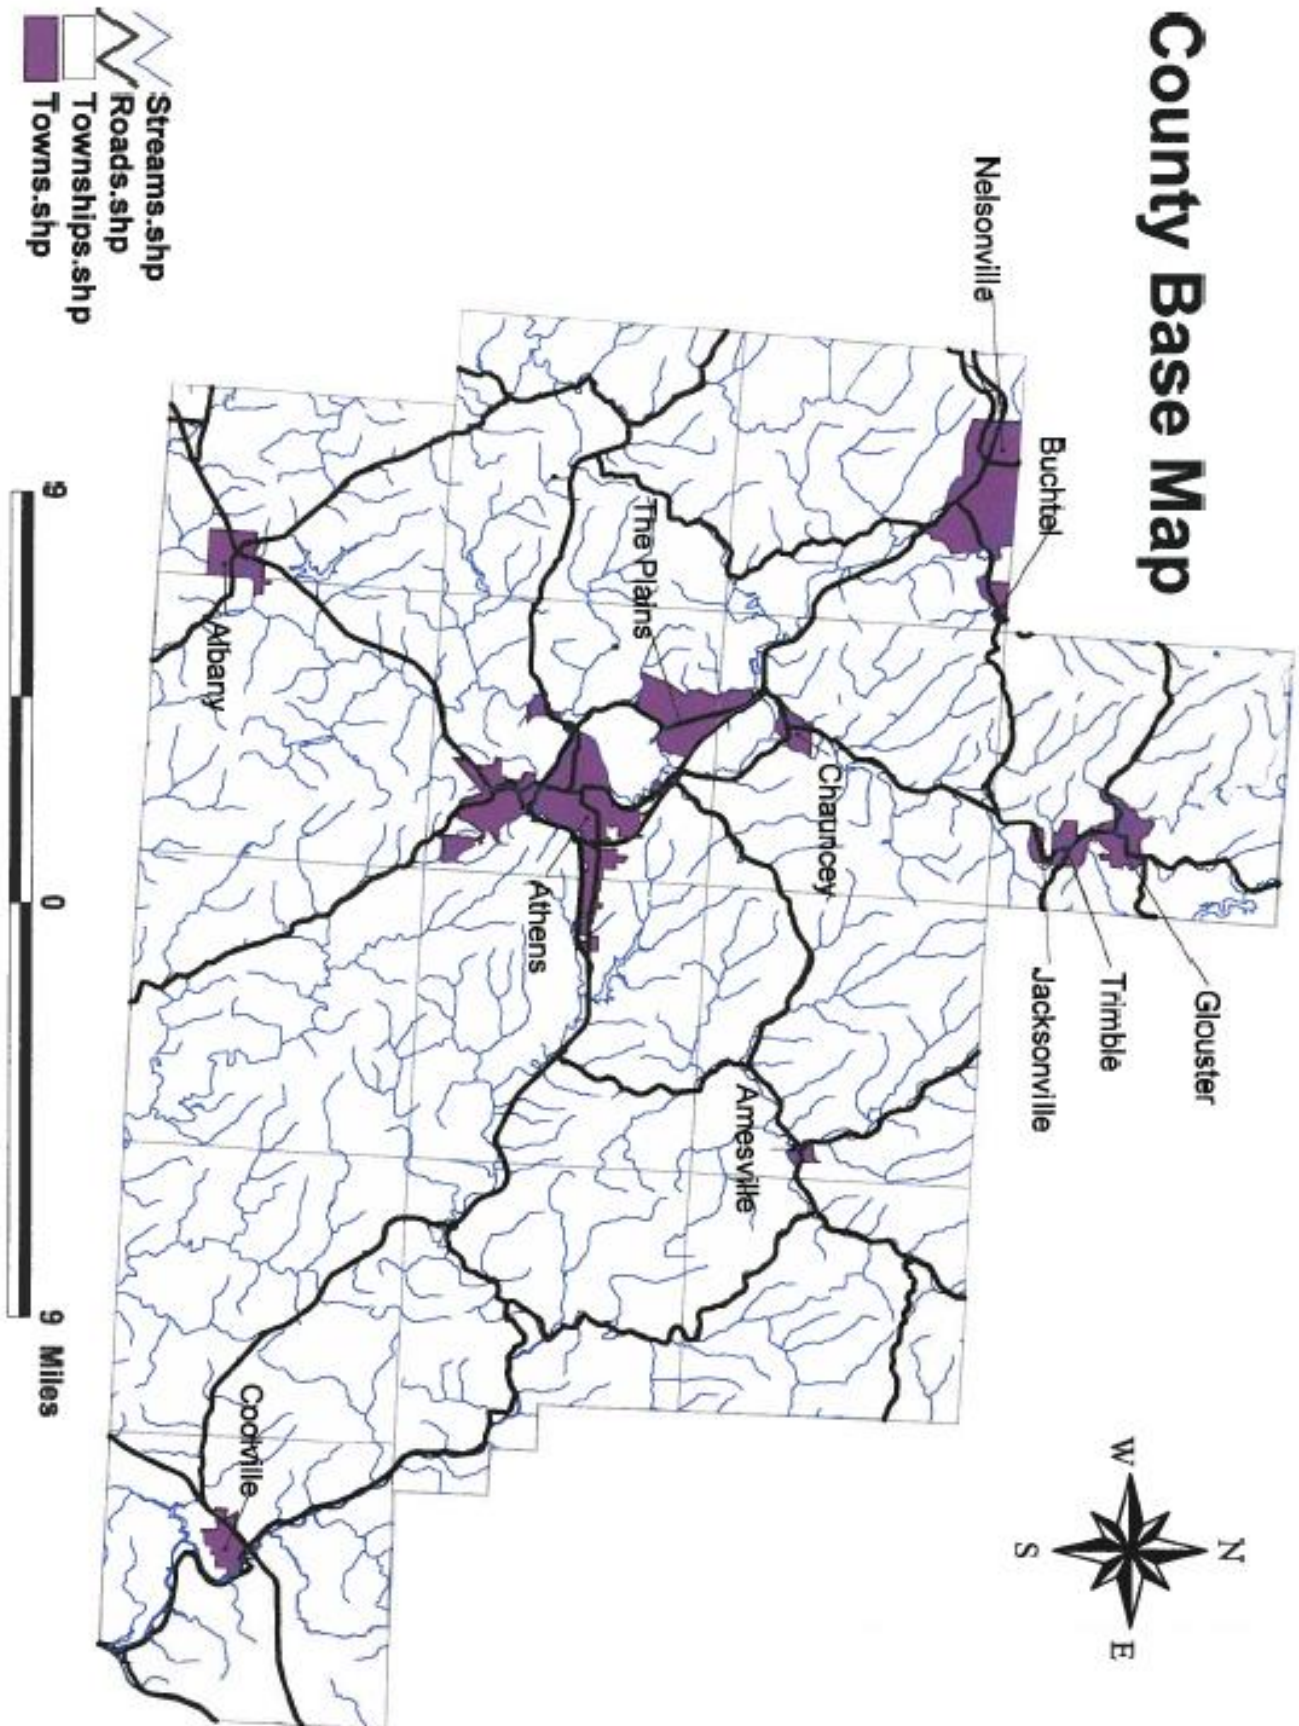 County Base Map
Nelsonville
Buchtel
Glouster
Trimble
Jacksonville
The Plains
Chauncey
Amesville
Athens
Albany
Coolville
N
W
E
S
Streams.shp
Roads.shp
Townships.shp
Towns.shp
9
0
9 Miles